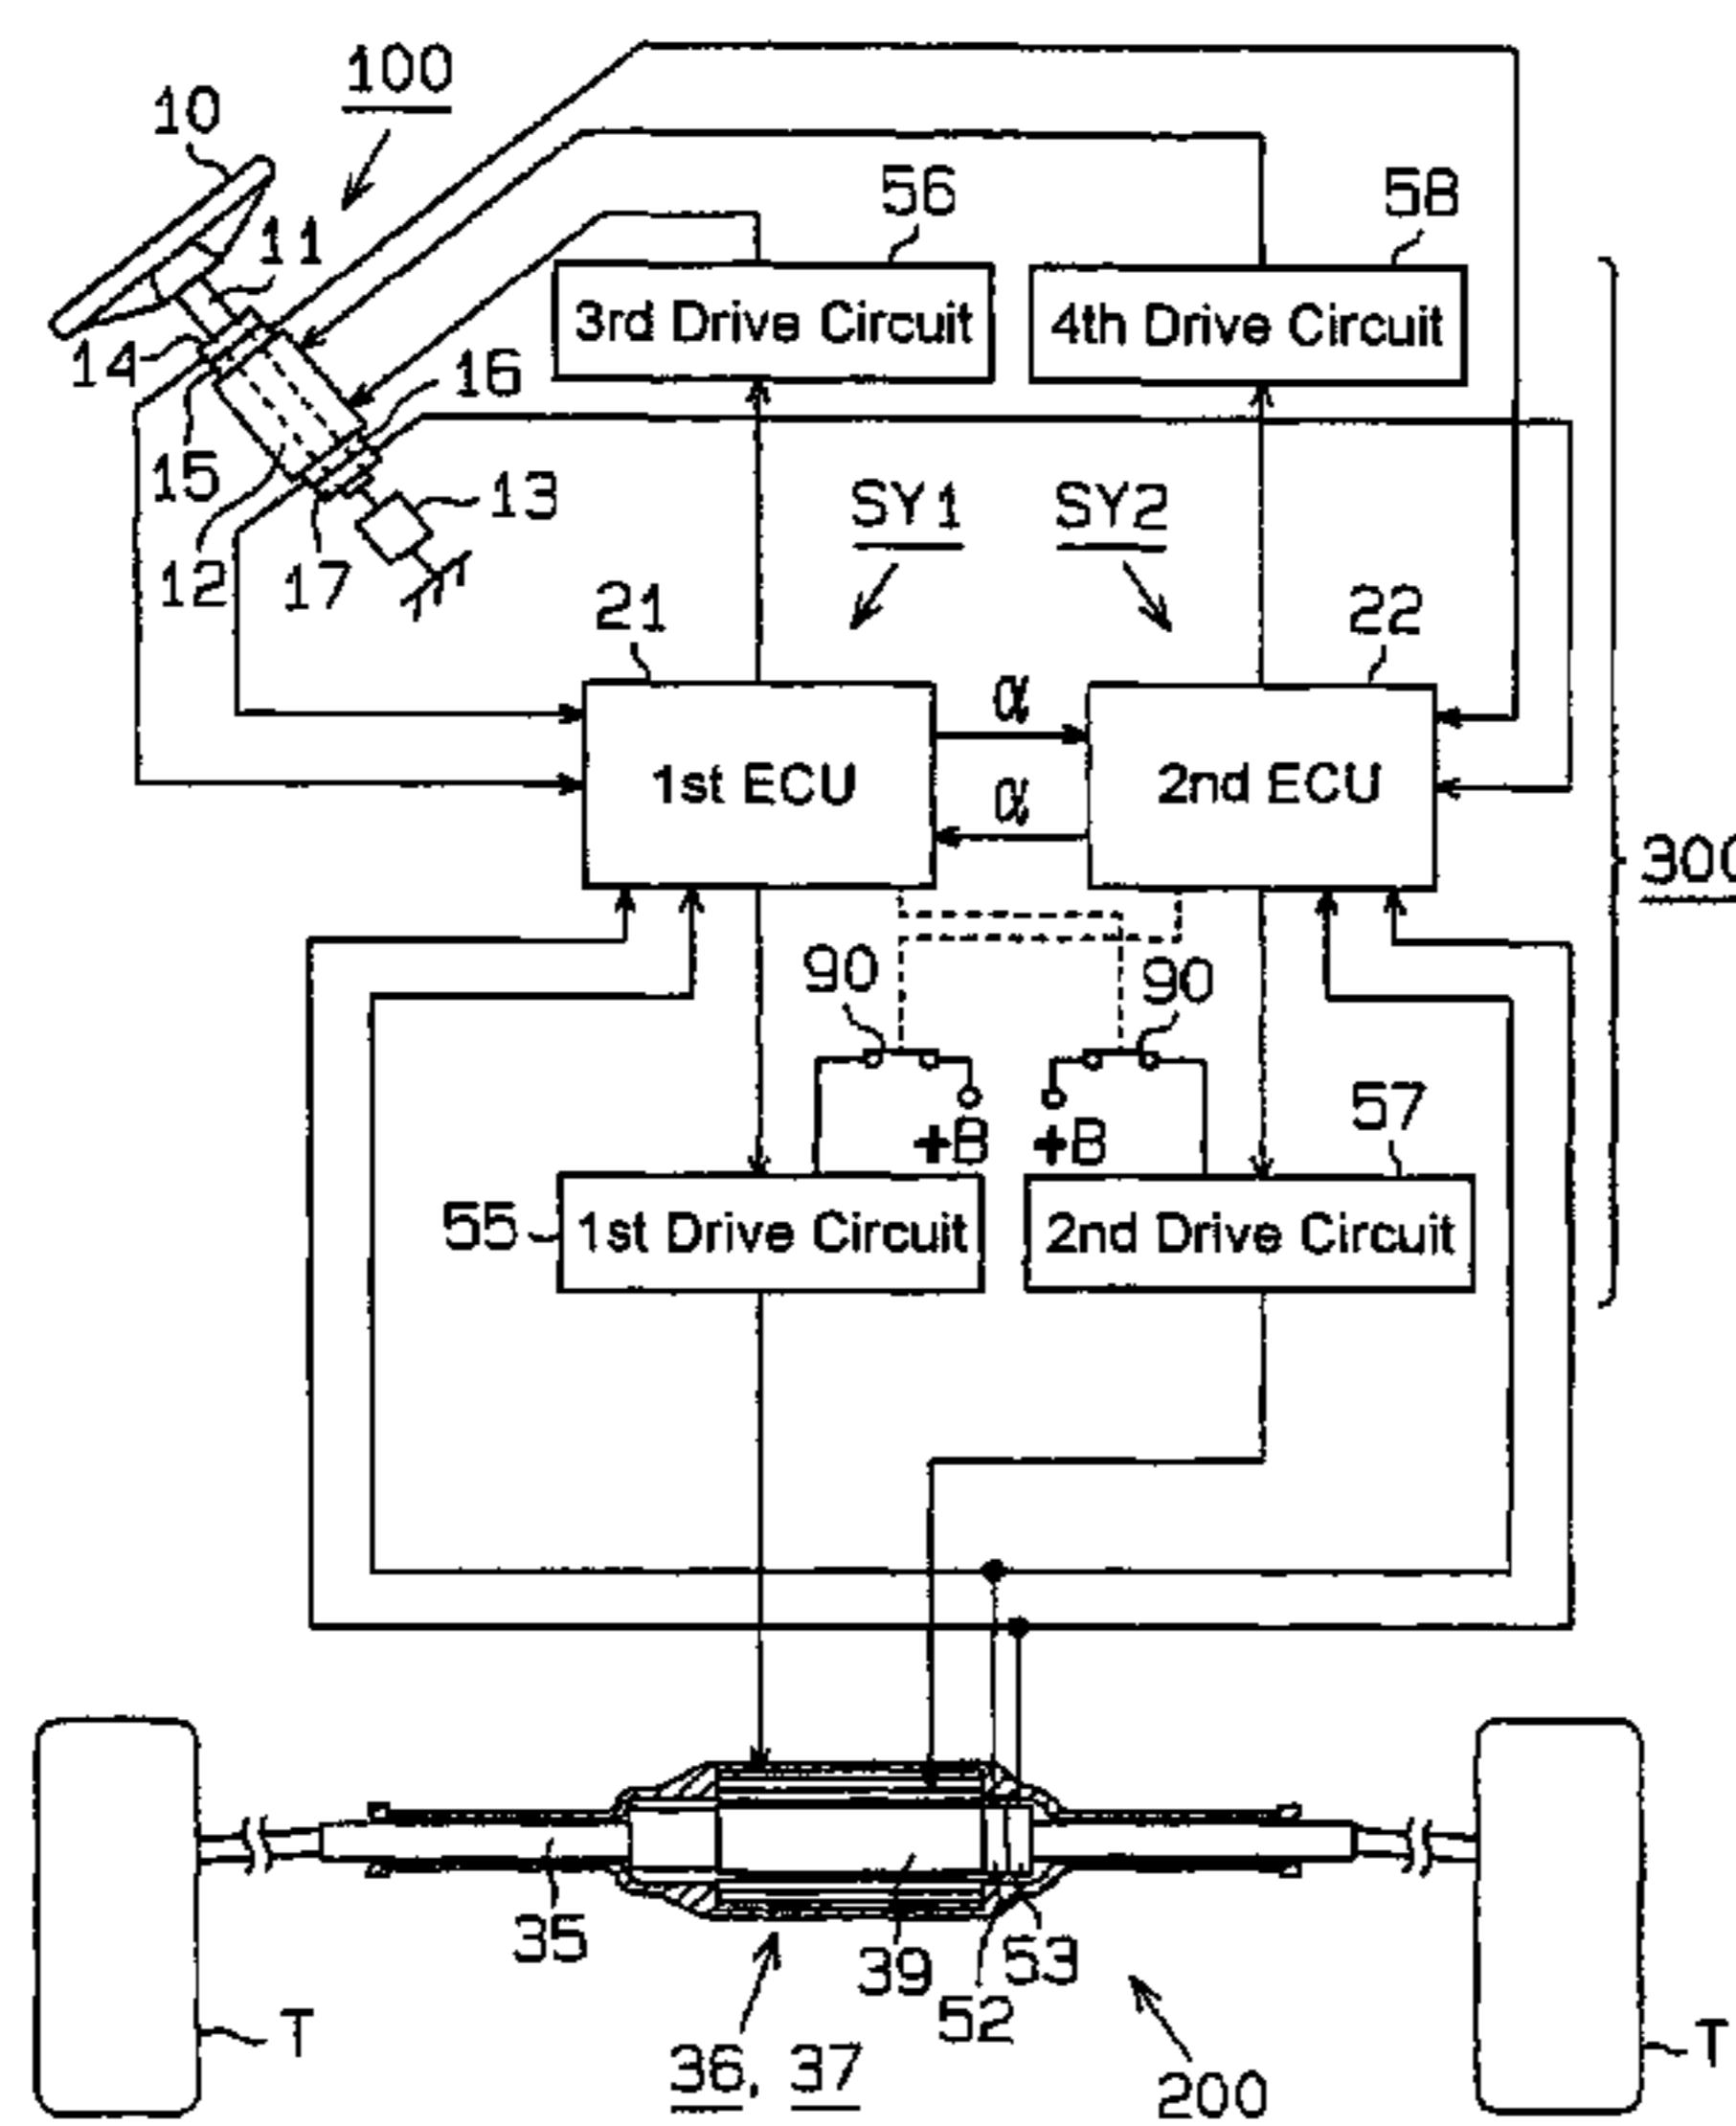 100
10
56
58
11
3rd Drive Circuit
4th Drive Circuit
14
16
15
13
SY1
SY2
12
17
21
22
α
1st ECU
2nd ECU
α
300
90
90
+B
+B
57
55
1st Drive Circuit
2nd Drive Circuit
35
39
53
52
T
T
36, 37
200